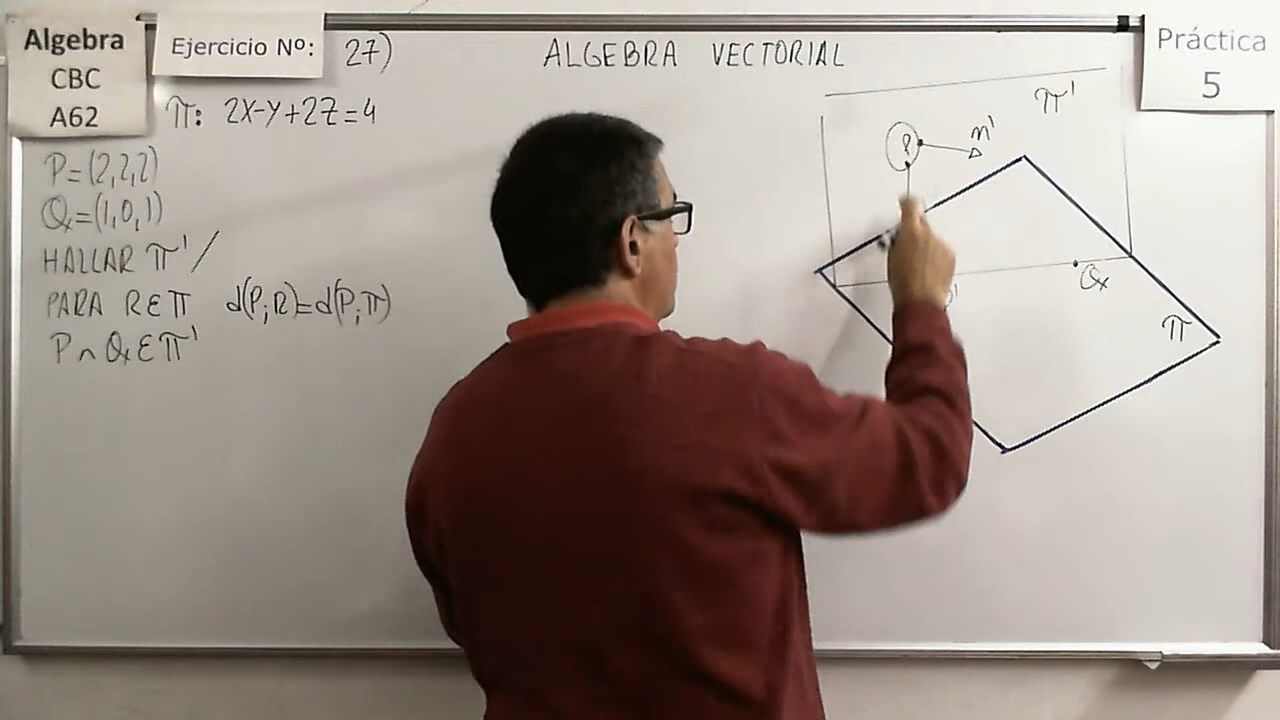 Algebra
CBC
A62
Ejercicio Nº: 27)
ALGEBRA VECTORIAL
Práctica
5
π: 2X-Y+2Z=4
P=(2,2,2)
Q=(1,0,1)
HALLAR π' /
PARA R∈π d(P;R)=d(P;π)
P ∧ Q ∈ π'
π'
P
n'
Q
π